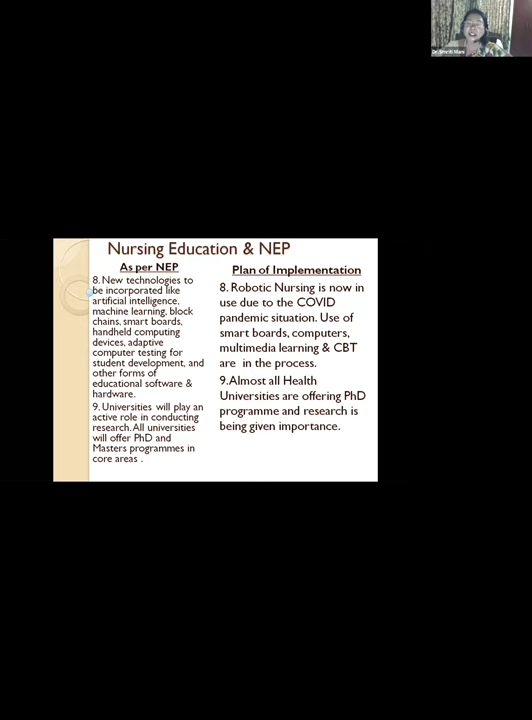 Nursing Education & NEP
As per NEP
8. New technologies to
be incorporated like
artificial intelligence,
machine learning, block
chains, smart boards,
handheld computing
devices, adaptive
computer testing for
student development, and
other forms of
educational software &
hardware.
9. Universities will play an
active role in conducting
research. All universities
will offer PhD and
Masters programmes in
core areas .
Plan of Implementation
8. Robotic Nursing is now in
use due to the COVID
pandemic situation. Use of
smart boards, computers,
multimedia learning & CBT
are in the process.
9.Almost all Health
Universities are offering PhD
programme and research is
being given importance.